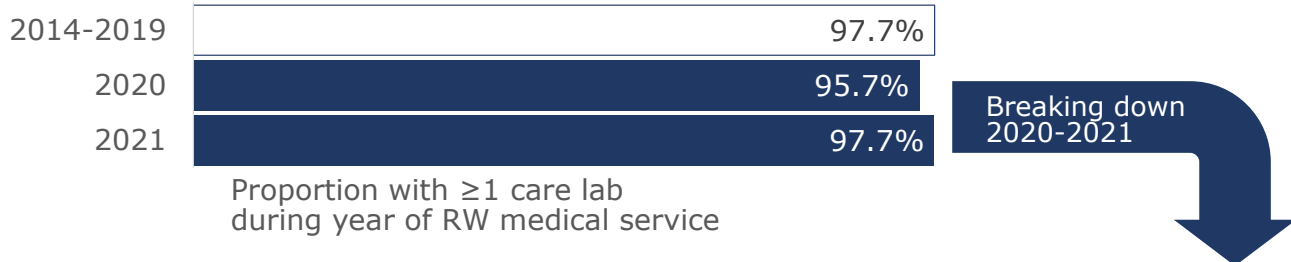 2014-2019
97.7%
2020
95.7%
2021
97.7%
Breaking down
2020-2021
Proportion with ≥1 care lab
during year of RW medical service